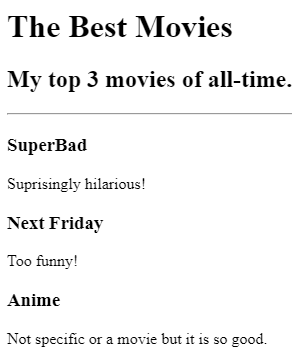 The Best Movies
My top 3 movies of all-time.
SuperBad
Suprisingly hilarious!
Next Friday
Too funny!
Anime
Not specific or a movie but it is so good.